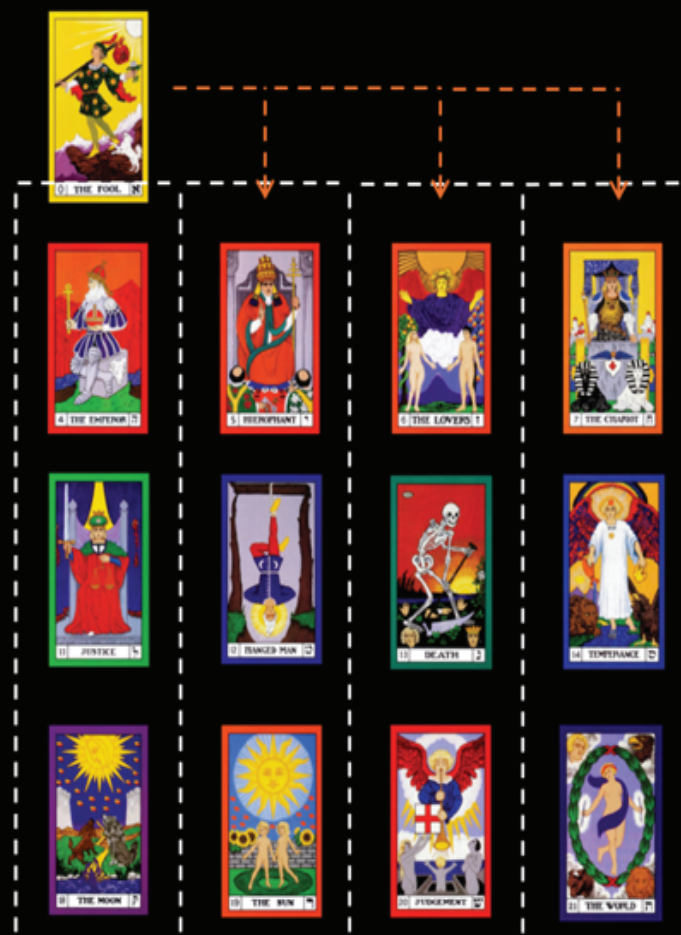 0 THE FOOL א
4 THE EMPEROR ה
5 HIEROPHANT ו
6 THE LOVERS ז
7 THE CHARIOT ח
11 JUSTICE ל
12 HANGED MAN מ
13 DEATH נ
14 TEMPERANCE ס
18 THE MOON ק
19 THE SUN ר
20 JUDGEMENT ש
21 THE WORLD ת